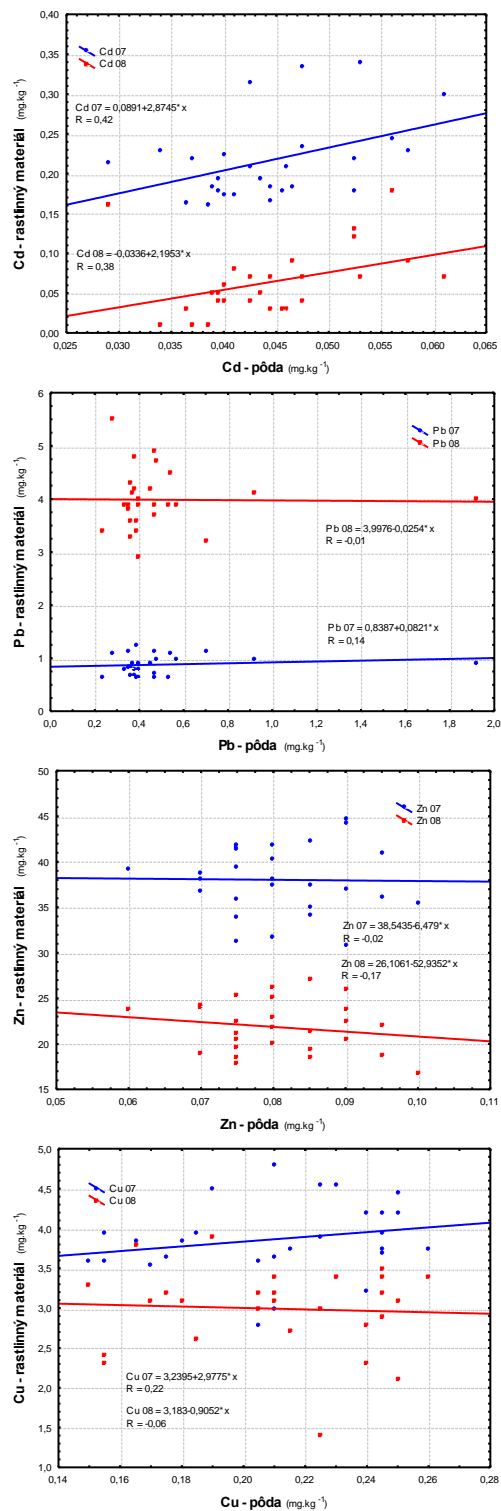 0,40
0,35
0,30
0,25
0,20
0,15
0,10
0,05
0,00
Cd - rastlinný materiál (mg.kg⁻¹)
Cd 07
Cd 08
Cd 07 = 0,0891+2,8745* x
R = 0,42
Cd 08 = -0,0336+2,1953* x
R = 0,38
0,025 0,030 0,035 0,040 0,045 0,050 0,055 0,060 0,065
Cd - pôda (mg.kg⁻¹)
6
5
4
3
2
1
0
Pb - rastlinný materiál (mg.kg⁻¹)
Pb 07
Pb 08
Pb 08 = 3,9976-0,0254* x
R = -0,01
Pb 07 = 0,8387+0,0821* x
R = 0,14
0,0 0,2 0,4 0,6 0,8 1,0 1,2 1,4 1,6 1,8 2,0
Pb - pôda (mg.kg⁻¹)
50
45
40
35
30
25
20
15
Zn - rastlinný materiál (mg.kg⁻¹)
Zn 07
Zn 08
Zn 07 = 38,5435-6,479* x
R = -0,02
Zn 08 = 26,1061-52,9352* x
R = -0,17
0,05 0,06 0,07 0,08 0,09 0,10 0,11
Zn - pôda (mg.kg⁻¹)
5,0
4,5
4,0
3,5
3,0
2,5
2,0
1,5
1,0
Cu - rastlinný materiál (mg.kg⁻¹)
Cu 07
Cu 08
Cu 07 = 3,2395+2,9775* x
R = 0,22
Cu 08 = 3,183-0,9052* x
R = -0,06
0,14 0,16 0,18 0,20 0,22 0,24 0,26 0,28
Cu - pôda (mg.kg⁻¹)